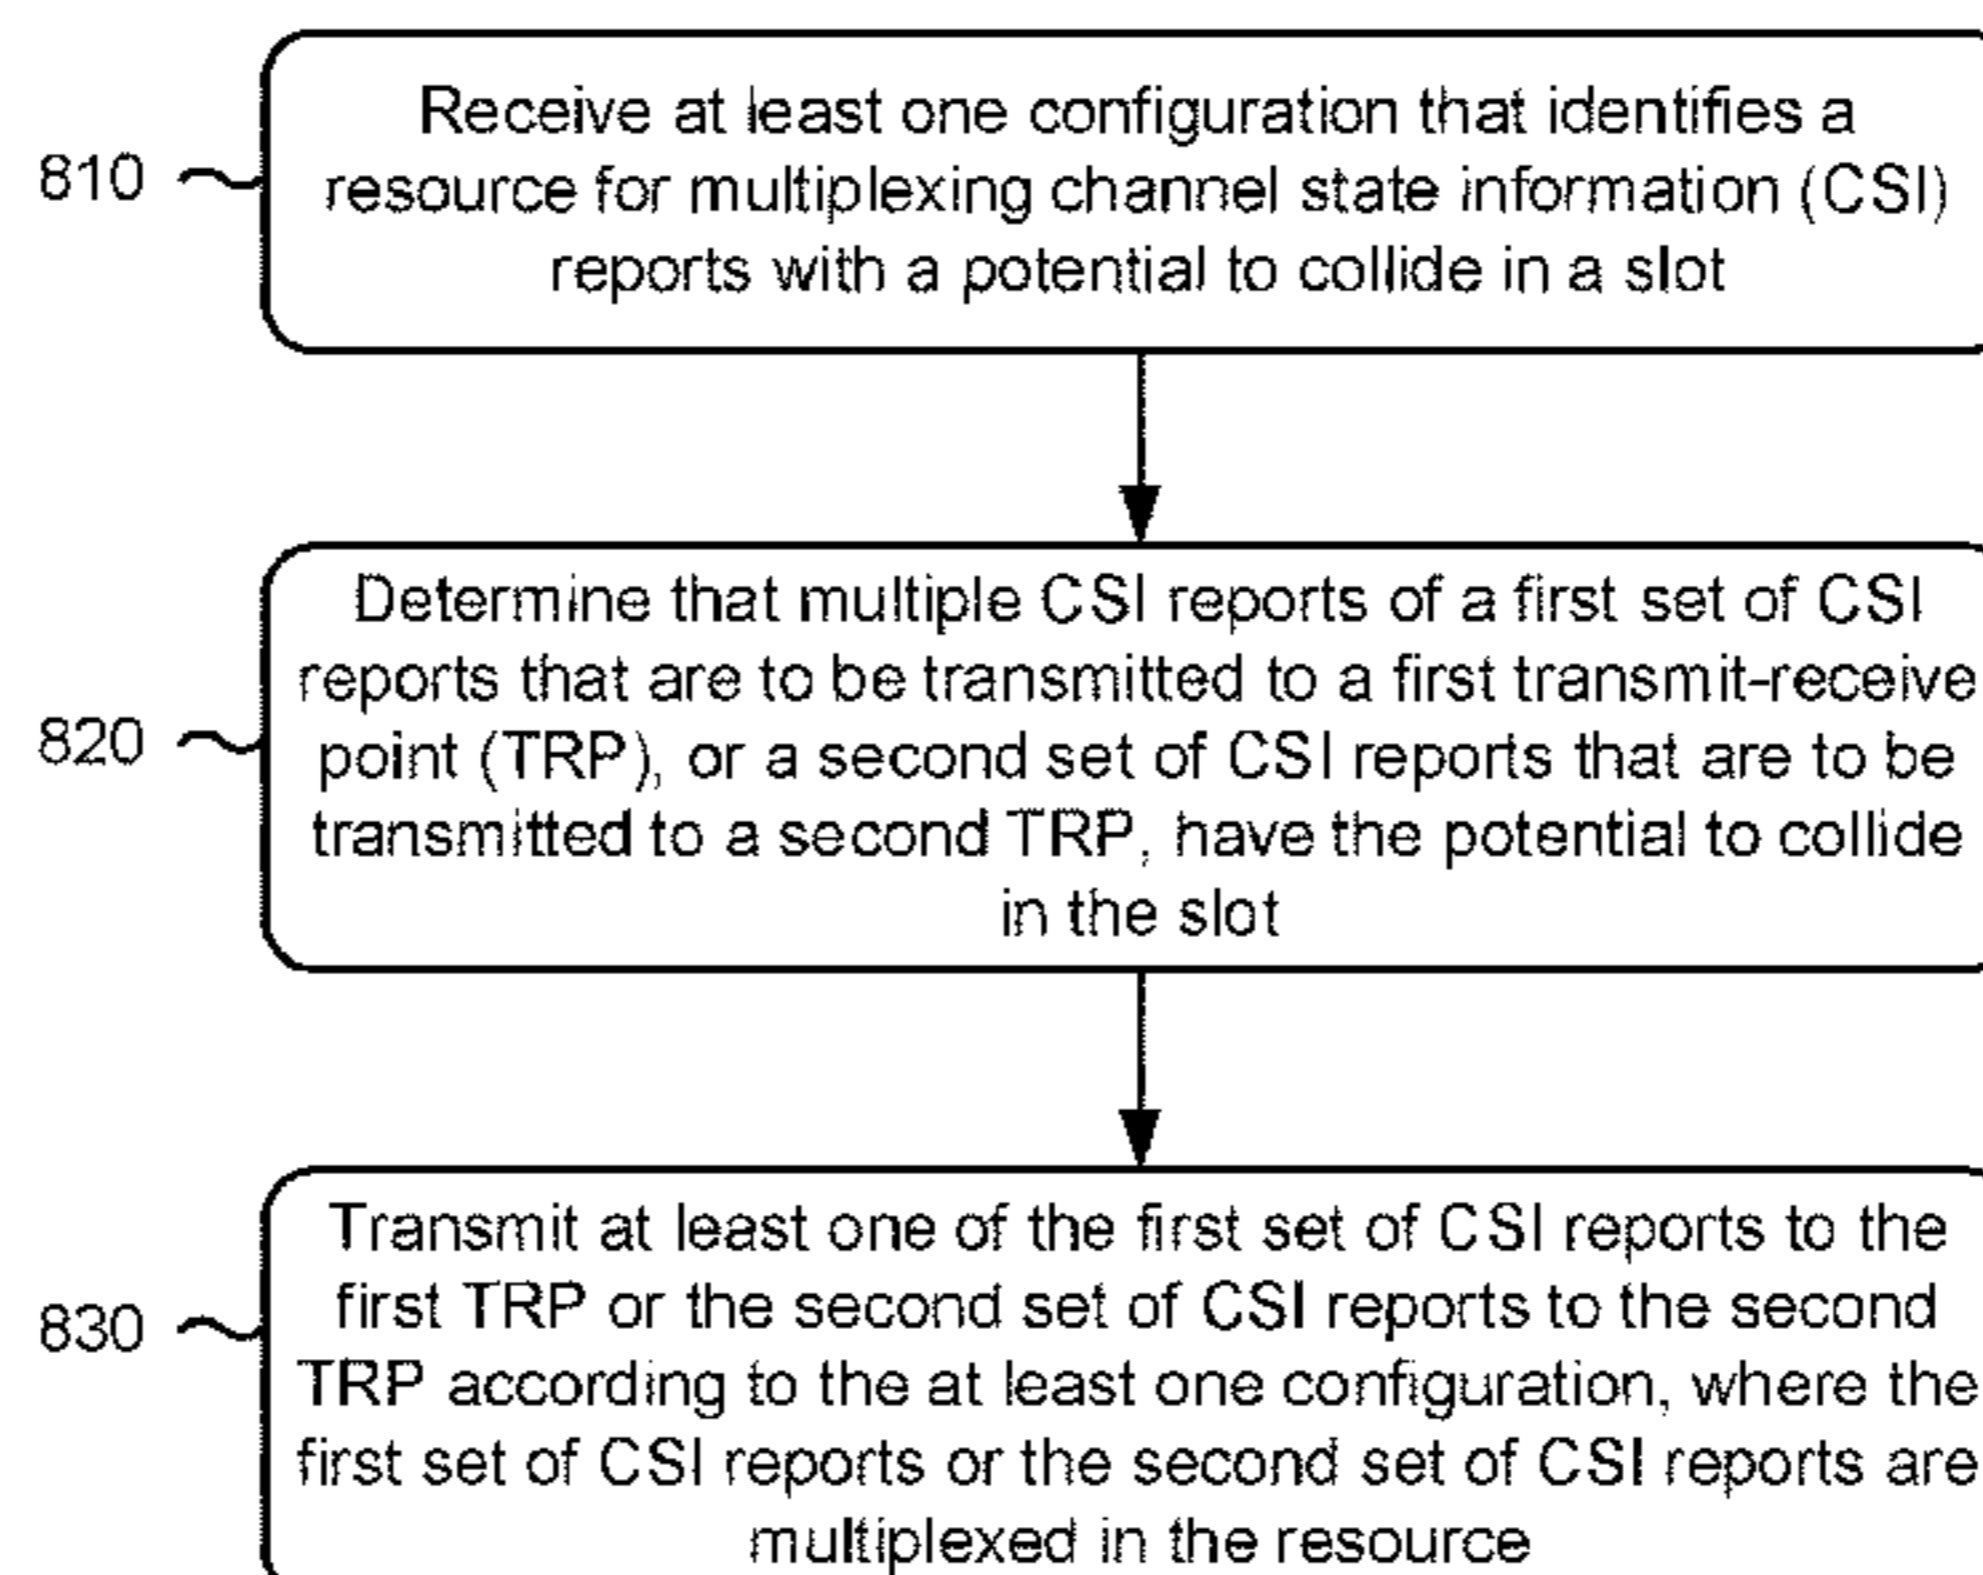 Receive at least one configuration that identifies a
810
resource for multiplexing channel state information (CSI)
reports with a potential to collide in a slot
Determine that multiple CSI reports of a first set of CSI
reports that are to be transmitted to a first transmit-receive
820
point (TRP), or a second set of CSI reports that are to be
transmitted to a second TRP, have the potential to collide
in the slot
Transmit at least one of the first set of CSI reports to the
830
first TRP or the second set of CSI reports to the second
TRP according to the at least one configuration, where the
first set of CSI reports or the second set of CSI reports are
multiplexed in the resource